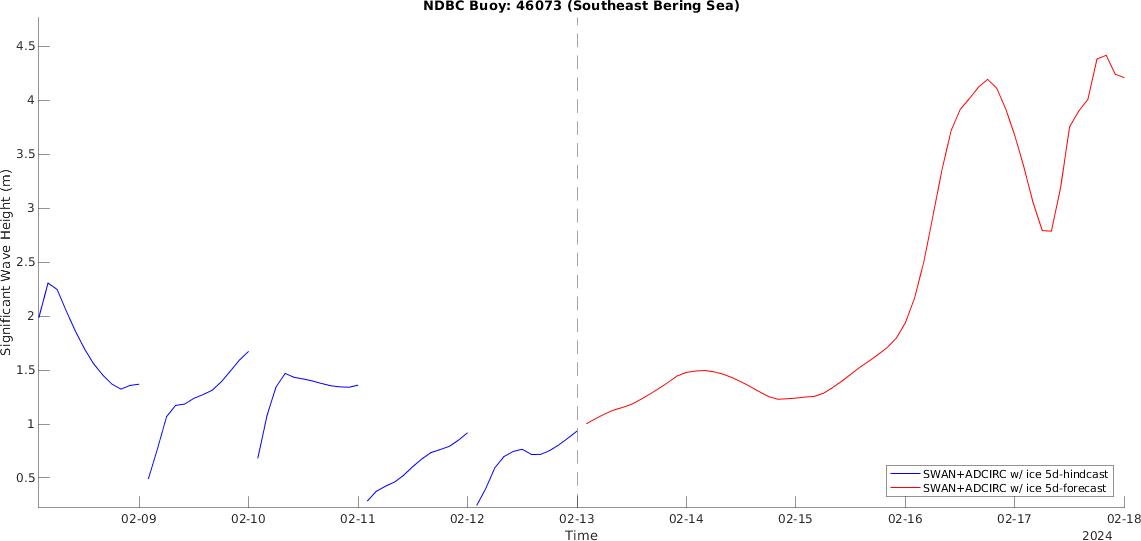 NDBC Buoy: 46073 (Southeast Bering Sea)
Significant Wave Height (m)
4.5
4
3.5
3
2.5
2
1.5
1
0.5
SWAN+ADCIRC w/ ice 5d-hindcast
SWAN+ADCIRC w/ ice 5d-forecast
02-09 02-10 02-11 02-12 02-13 02-14 02-15 02-16 02-17 02-18
Time
2024